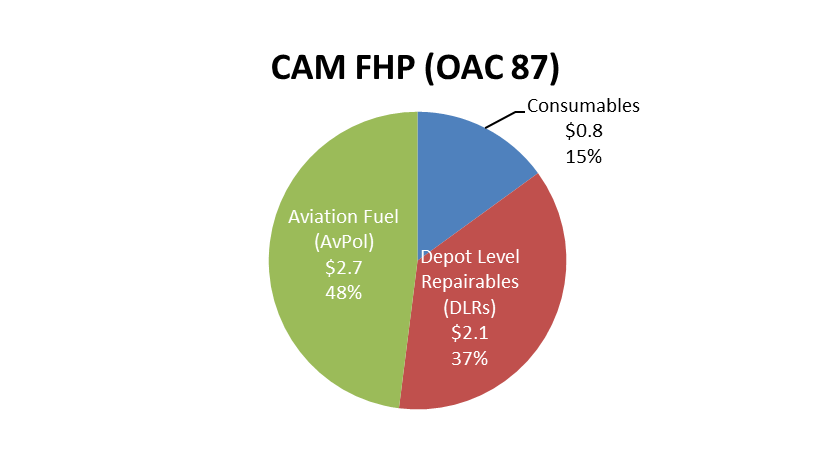 CAM FHP (OAC 87)
Consumables
$0.8
15%
Aviation Fuel
(AvPol)
$2.7
48%
Depot Level
Repairables
(DLRs)
$2.1
37%